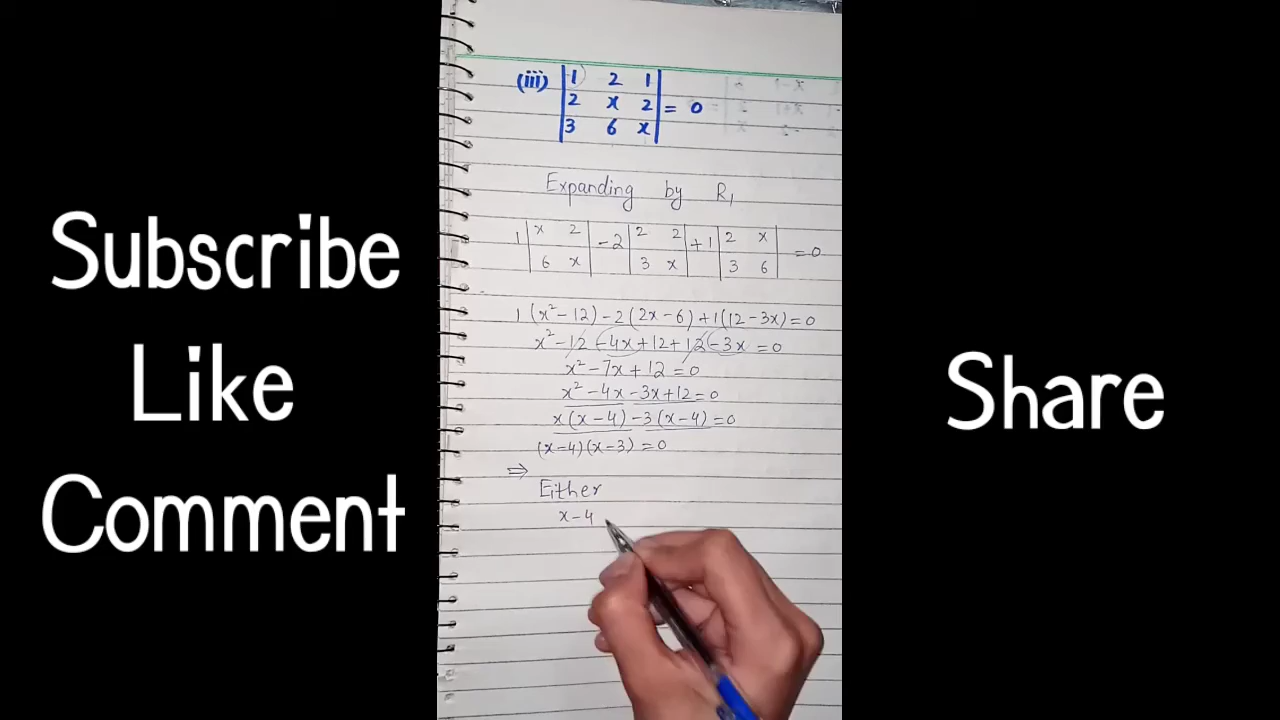 Subscribe
Like
Comment
(iii) | 1 2 1 |
| 2 x 2 | = 0
| 3 6 x |
Expanding by R₁
1 | x 2 | - 2 | 2 2 | + 1 | 2 x | = 0
| 6 x | | 3 x | | 3 6 |
1 (x² - 12) - 2(2x - 6) + 1(12 - 3x) = 0
x² - 12 - 4x + 12 + 12 - 3x = 0
x² - 7x + 12 = 0
x² - 4x - 3x + 12 = 0
x(x - 4) - 3(x - 4) = 0
(x - 4)(x - 3) = 0
⇒
Either
x - 4
Share